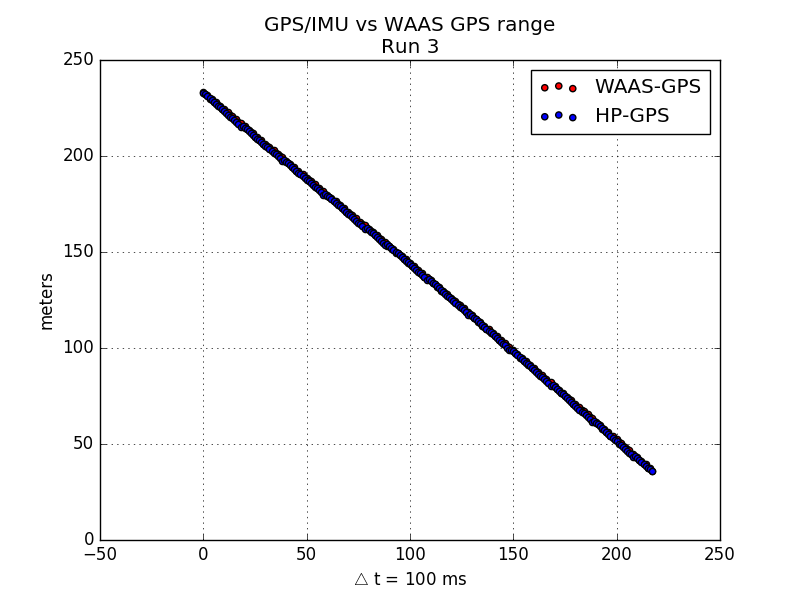 GPS/IMU vs WAAS GPS range
Run 3
250
200
150
100
50
0
meters
WAAS-GPS
HP-GPS
−50
0
50
100
150
200
250
△ t = 100 ms